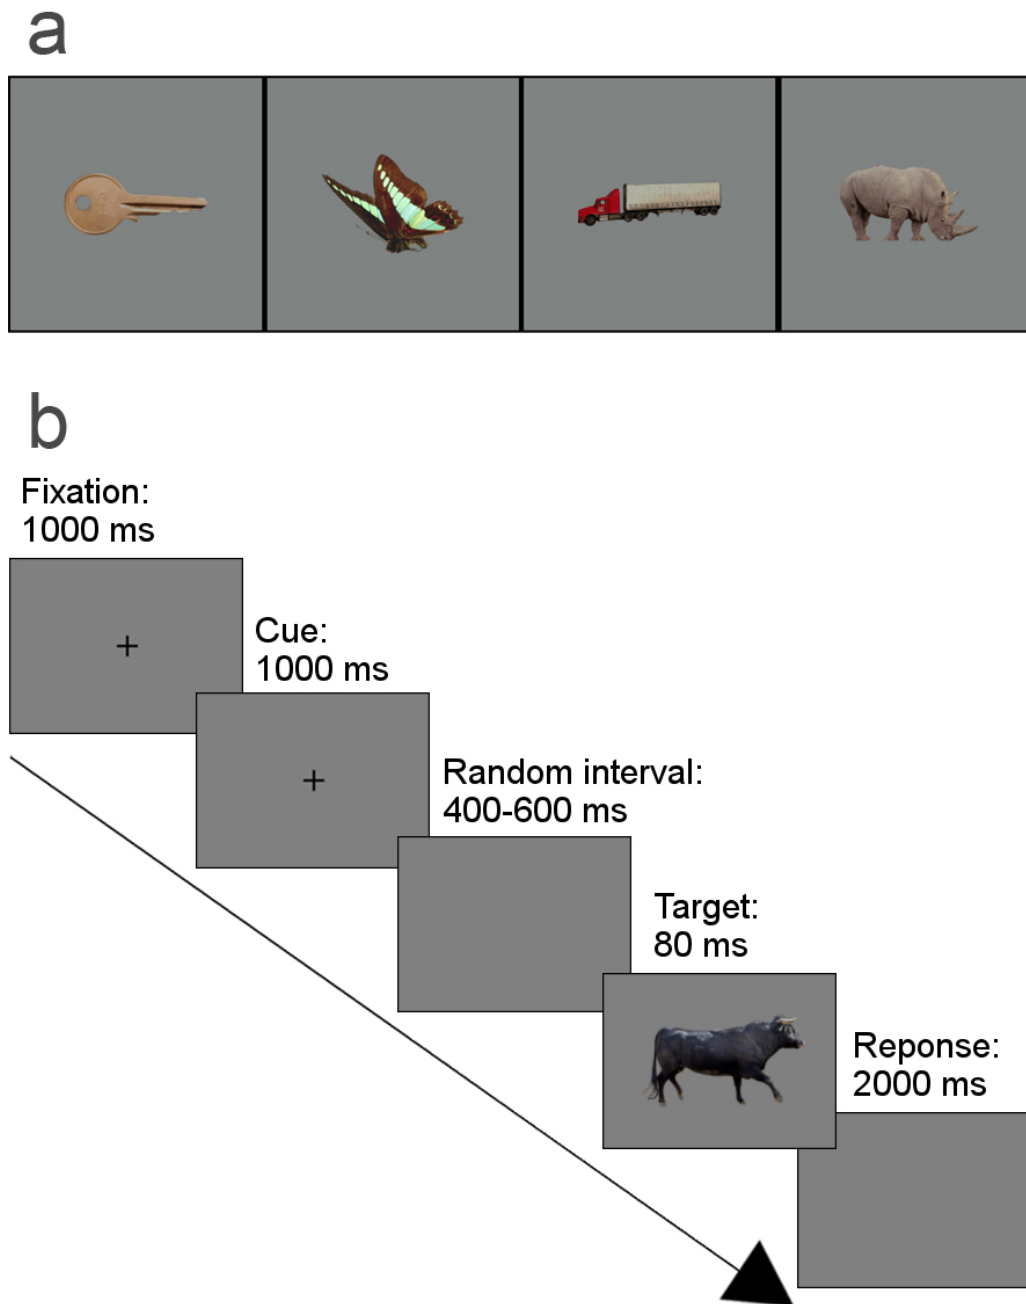 a
b
Fixation:
1000 ms
Cue:
1000 ms
Random interval:
400-600 ms
Target:
80 ms
Reponse:
2000 ms